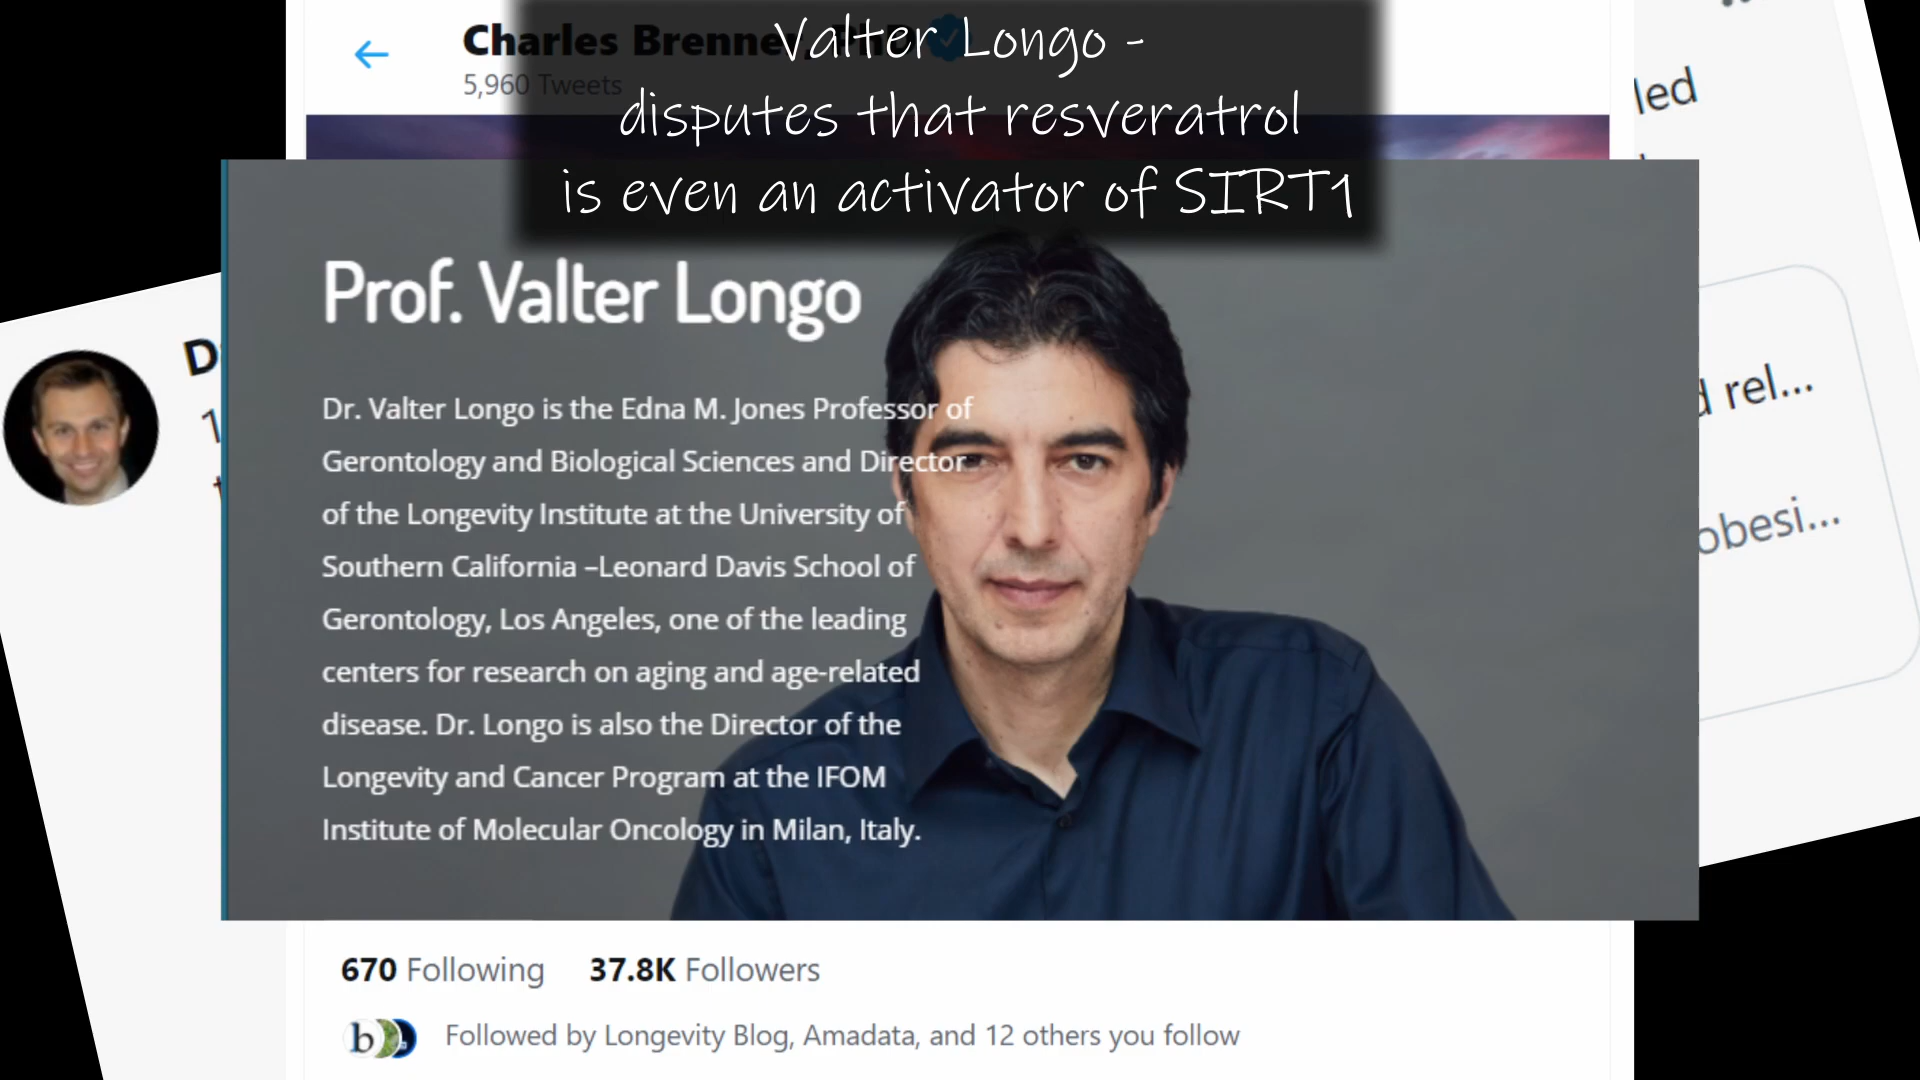 Charles Brenner, PhD
5,960 Tweets
Valter Longo -
disputes that resveratrol
is even an activator of SIRT1
led
Prof. Valter Longo
Dr. Valter Longo is the Edna M. Jones Professor of
Gerontology and Biological Sciences and Director
of the Longevity Institute at the University of
Southern California –Leonard Davis School of
Gerontology, Los Angeles, one of the leading
centers for research on aging and age-related
disease. Dr. Longo is also the Director of the
Longevity and Cancer Program at the IFOM
Institute of Molecular Oncology in Milan, Italy.
D
1
rel...
obesi...
670 Following 37.8K Followers
b
Followed by Longevity Blog, Amadata, and 12 others you follow